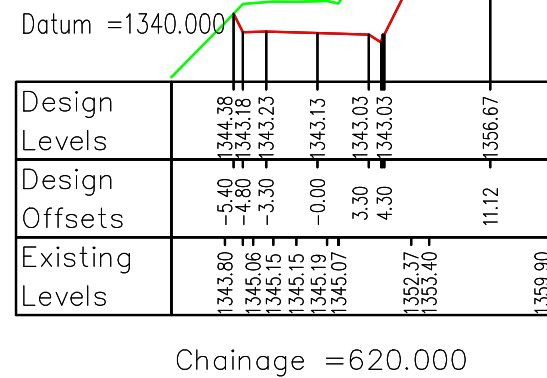 Datum =1340.000
Design Levels 1344.38 1343.18 1343.23 1343.13 1343.03 1343.03 1356.67
Design Offsets -5.40 -4.80 -3.30 -0.00 3.30 4.30 11.12
Existing Levels 1343.80 1345.06 1345.15 1345.15 1345.19 1345.07 1352.37 1353.40 1359.90
Chainage =620.000